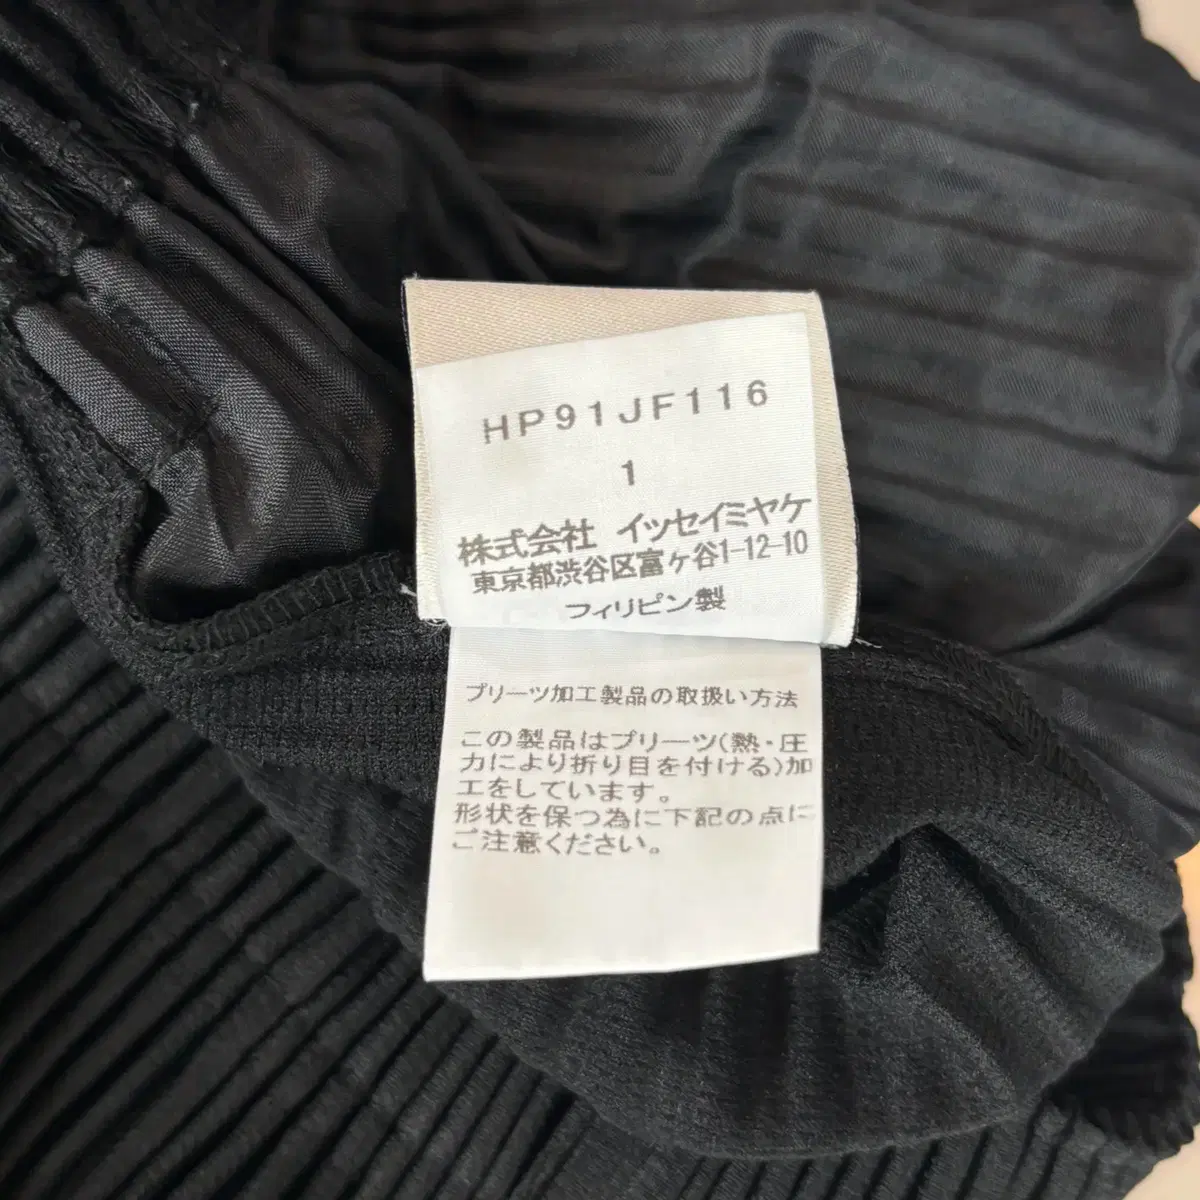 HP91JF116
1
株式会社 イッセイミヤケ
東京都渋谷区富ヶ谷1-12-10
フィリピン製
プリーツ加工製品の取扱い方法
この製品はプリーツ(熱・圧
力により折り目を付ける)加
工をしています。
形状を保つ為に下記の点に
ご注意ください。